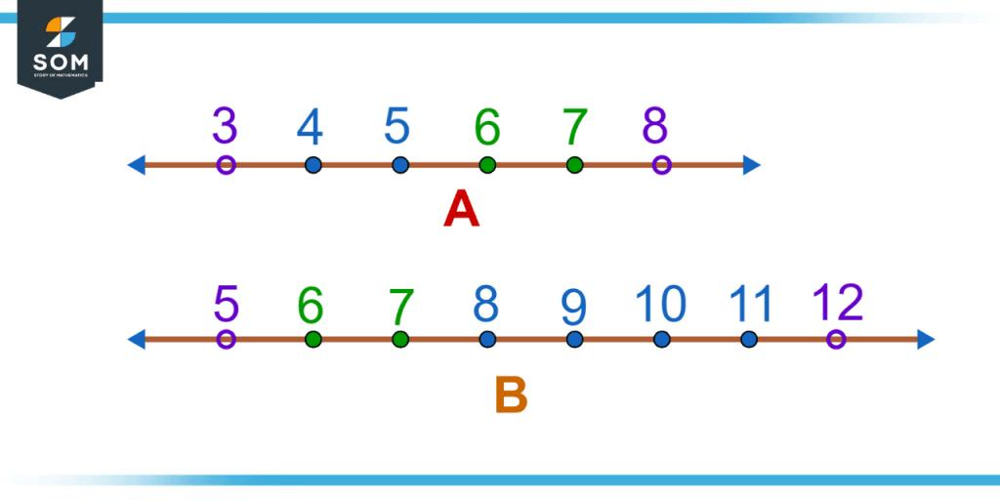 SOM
STORY OF MATHEMATICS
3 4 5 6 7 8
A
5 6 7 8 9 10 11 12
B